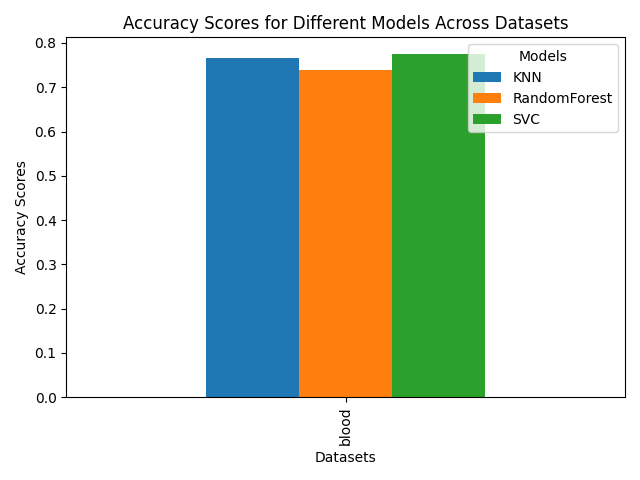 Accuracy Scores for Different Models Across Datasets
Models
KNN
RandomForest
SVC
Accuracy Scores
0.8
0.7
0.6
0.5
0.4
0.3
0.2
0.1
0.0
blood
Datasets